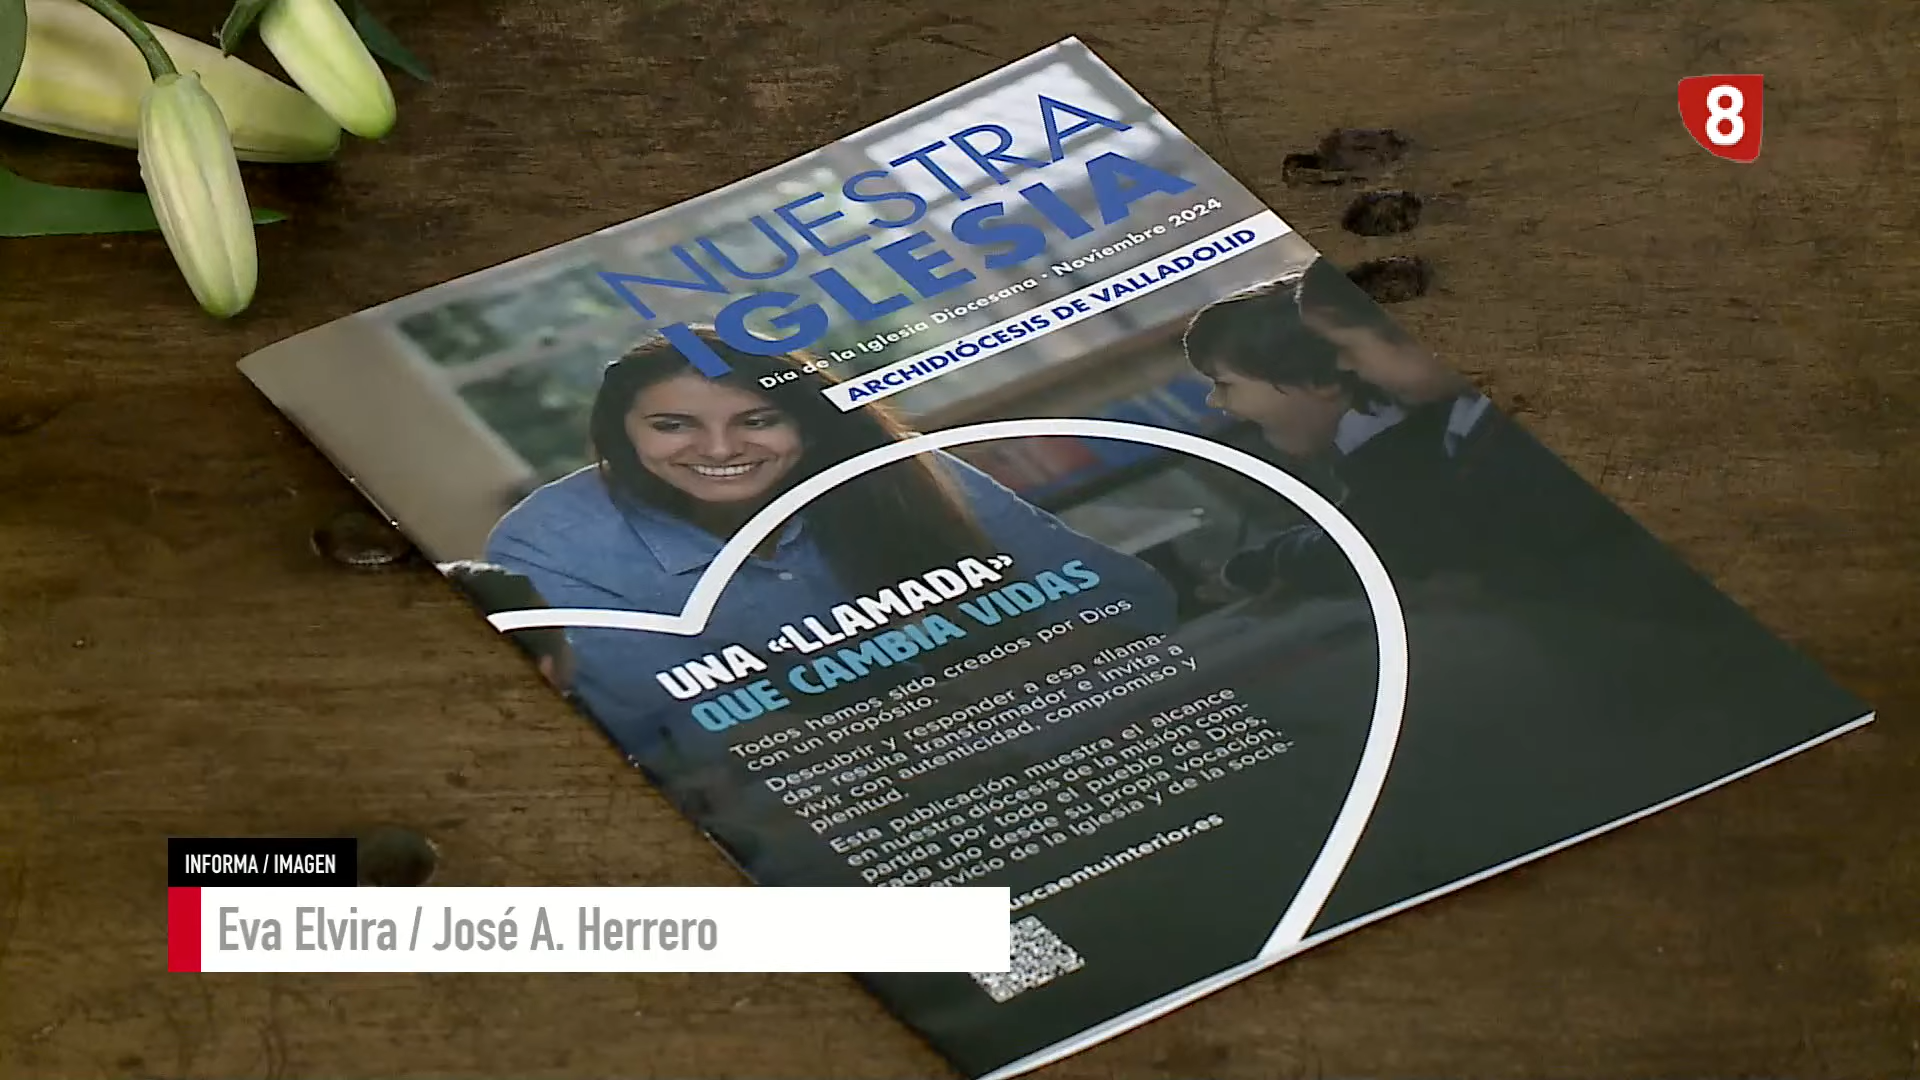 8
NUESTRA
IGLESIA
Día de la Iglesia Diocesana · Noviembre 2024
ARCHIDIÓCESIS DE VALLADOLID
UNA «LLAMADA»
QUE CAMBIA VIDAS
Todos hemos sido creados por Dios
con un propósito.
Descubrir y responder a esa «llama-
da» resulta transformador e invita a
vivir con autenticidad, compromiso y
plenitud.
Esta publicación muestra el alcance
en nuestra diócesis de la misión com-
partida por todo el pueblo de Dios,
cada uno desde su propia vocación,
servicio de la Iglesia y de la socie-
uscaentuinterior.es
INFORMA / IMAGEN
Eva Elvira / José A. Herrero